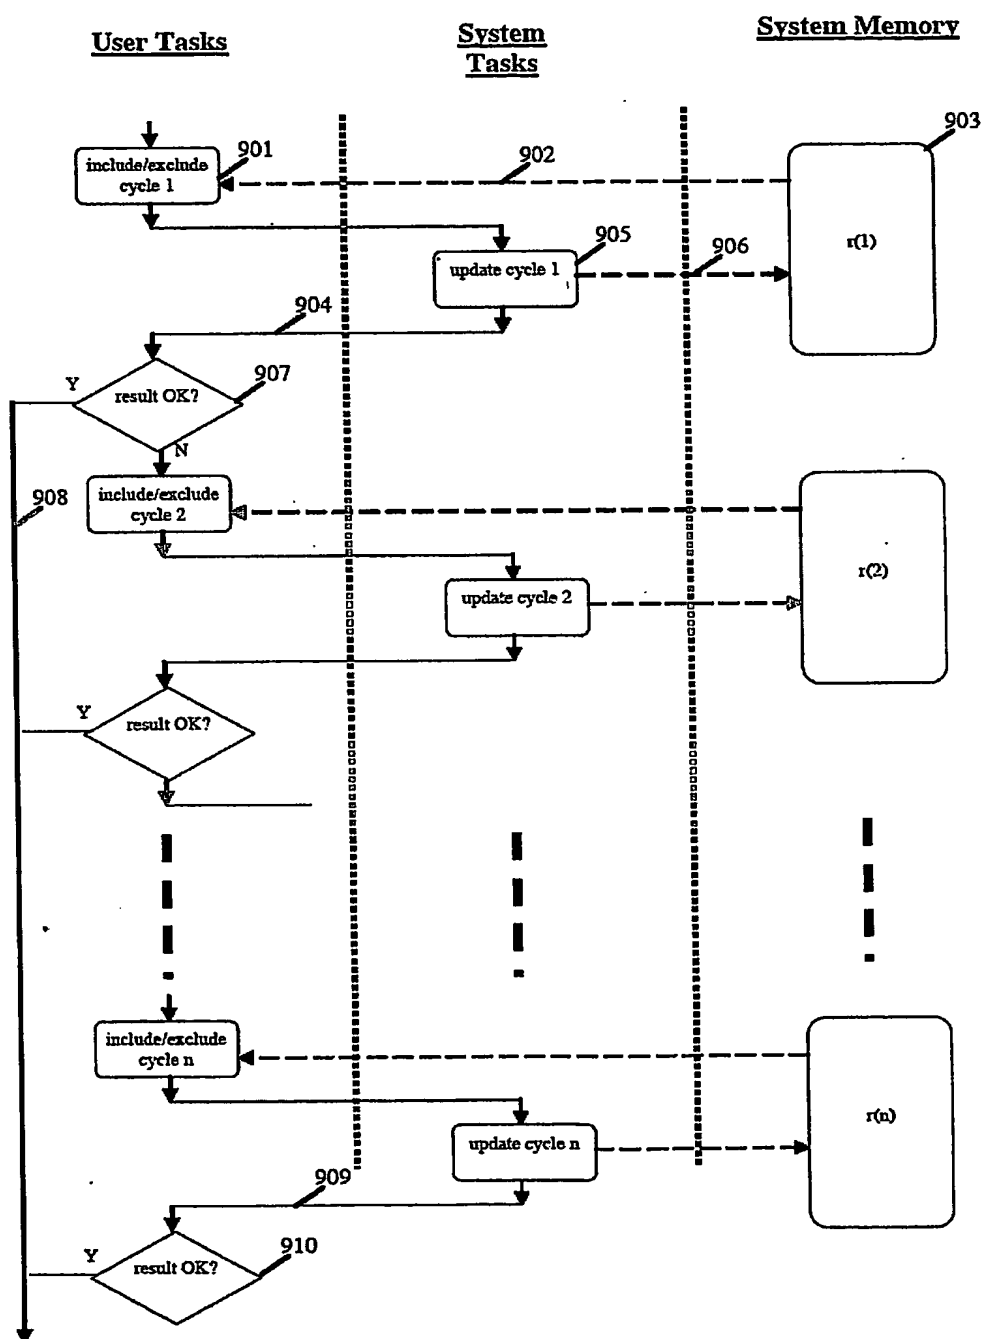 User Tasks
System
Tasks
System Memory
903
901
902
include/exclude
cycle 1
r(1)
905
906
update cycle 1
904
Y
result OK?
907
N
908
include/exclude
cycle 2
r(2)
update cycle 2
Y
result OK?
include/exclude
cycle n
r(n)
update cycle n
909
Y
result OK?
910